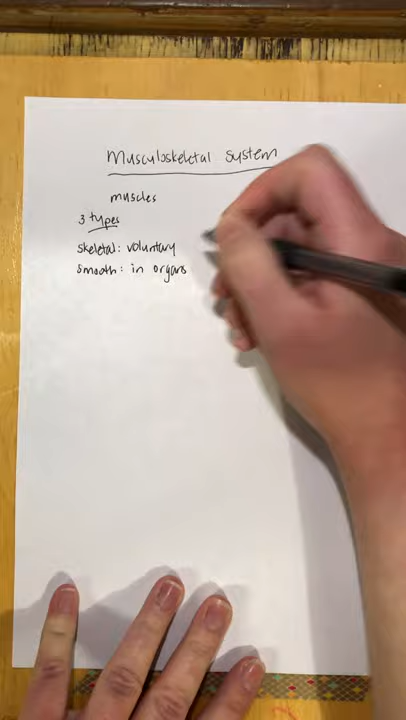 Musculoskeletal System
muscles
3 types
skeletal: voluntary
smooth: in organs